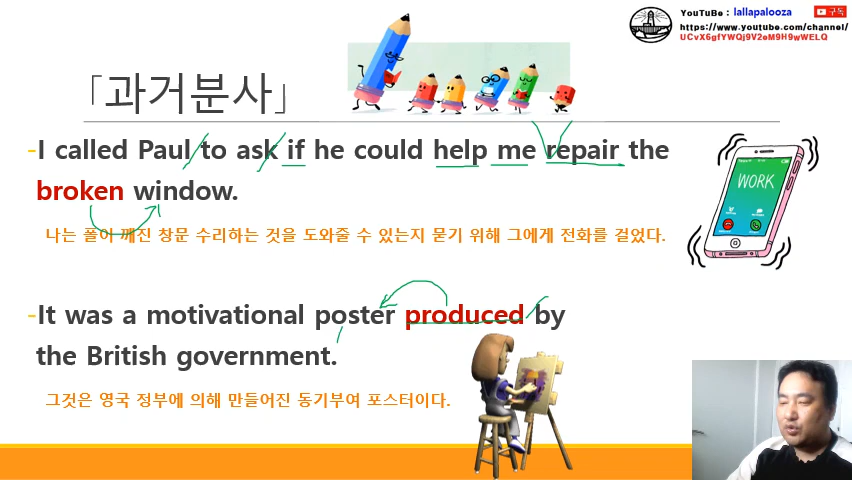 YouTuBe : lallapalooza
구독
https://www.youtube.com/channel/
UCvX6gfYWQj9V2eM9H9wWELQ
「과거분사」
-I called Paul to ask if he could help me repair the
broken window.
나는 폴이 깨진 창문 수리하는 것을 도와줄 수 있는지 묻기 위해 그에게 전화를 걸었다.
WORK
-It was a motivational poster produced by
the British government.
그것은 영국 정부에 의해 만들어진 동기부여 포스터이다.